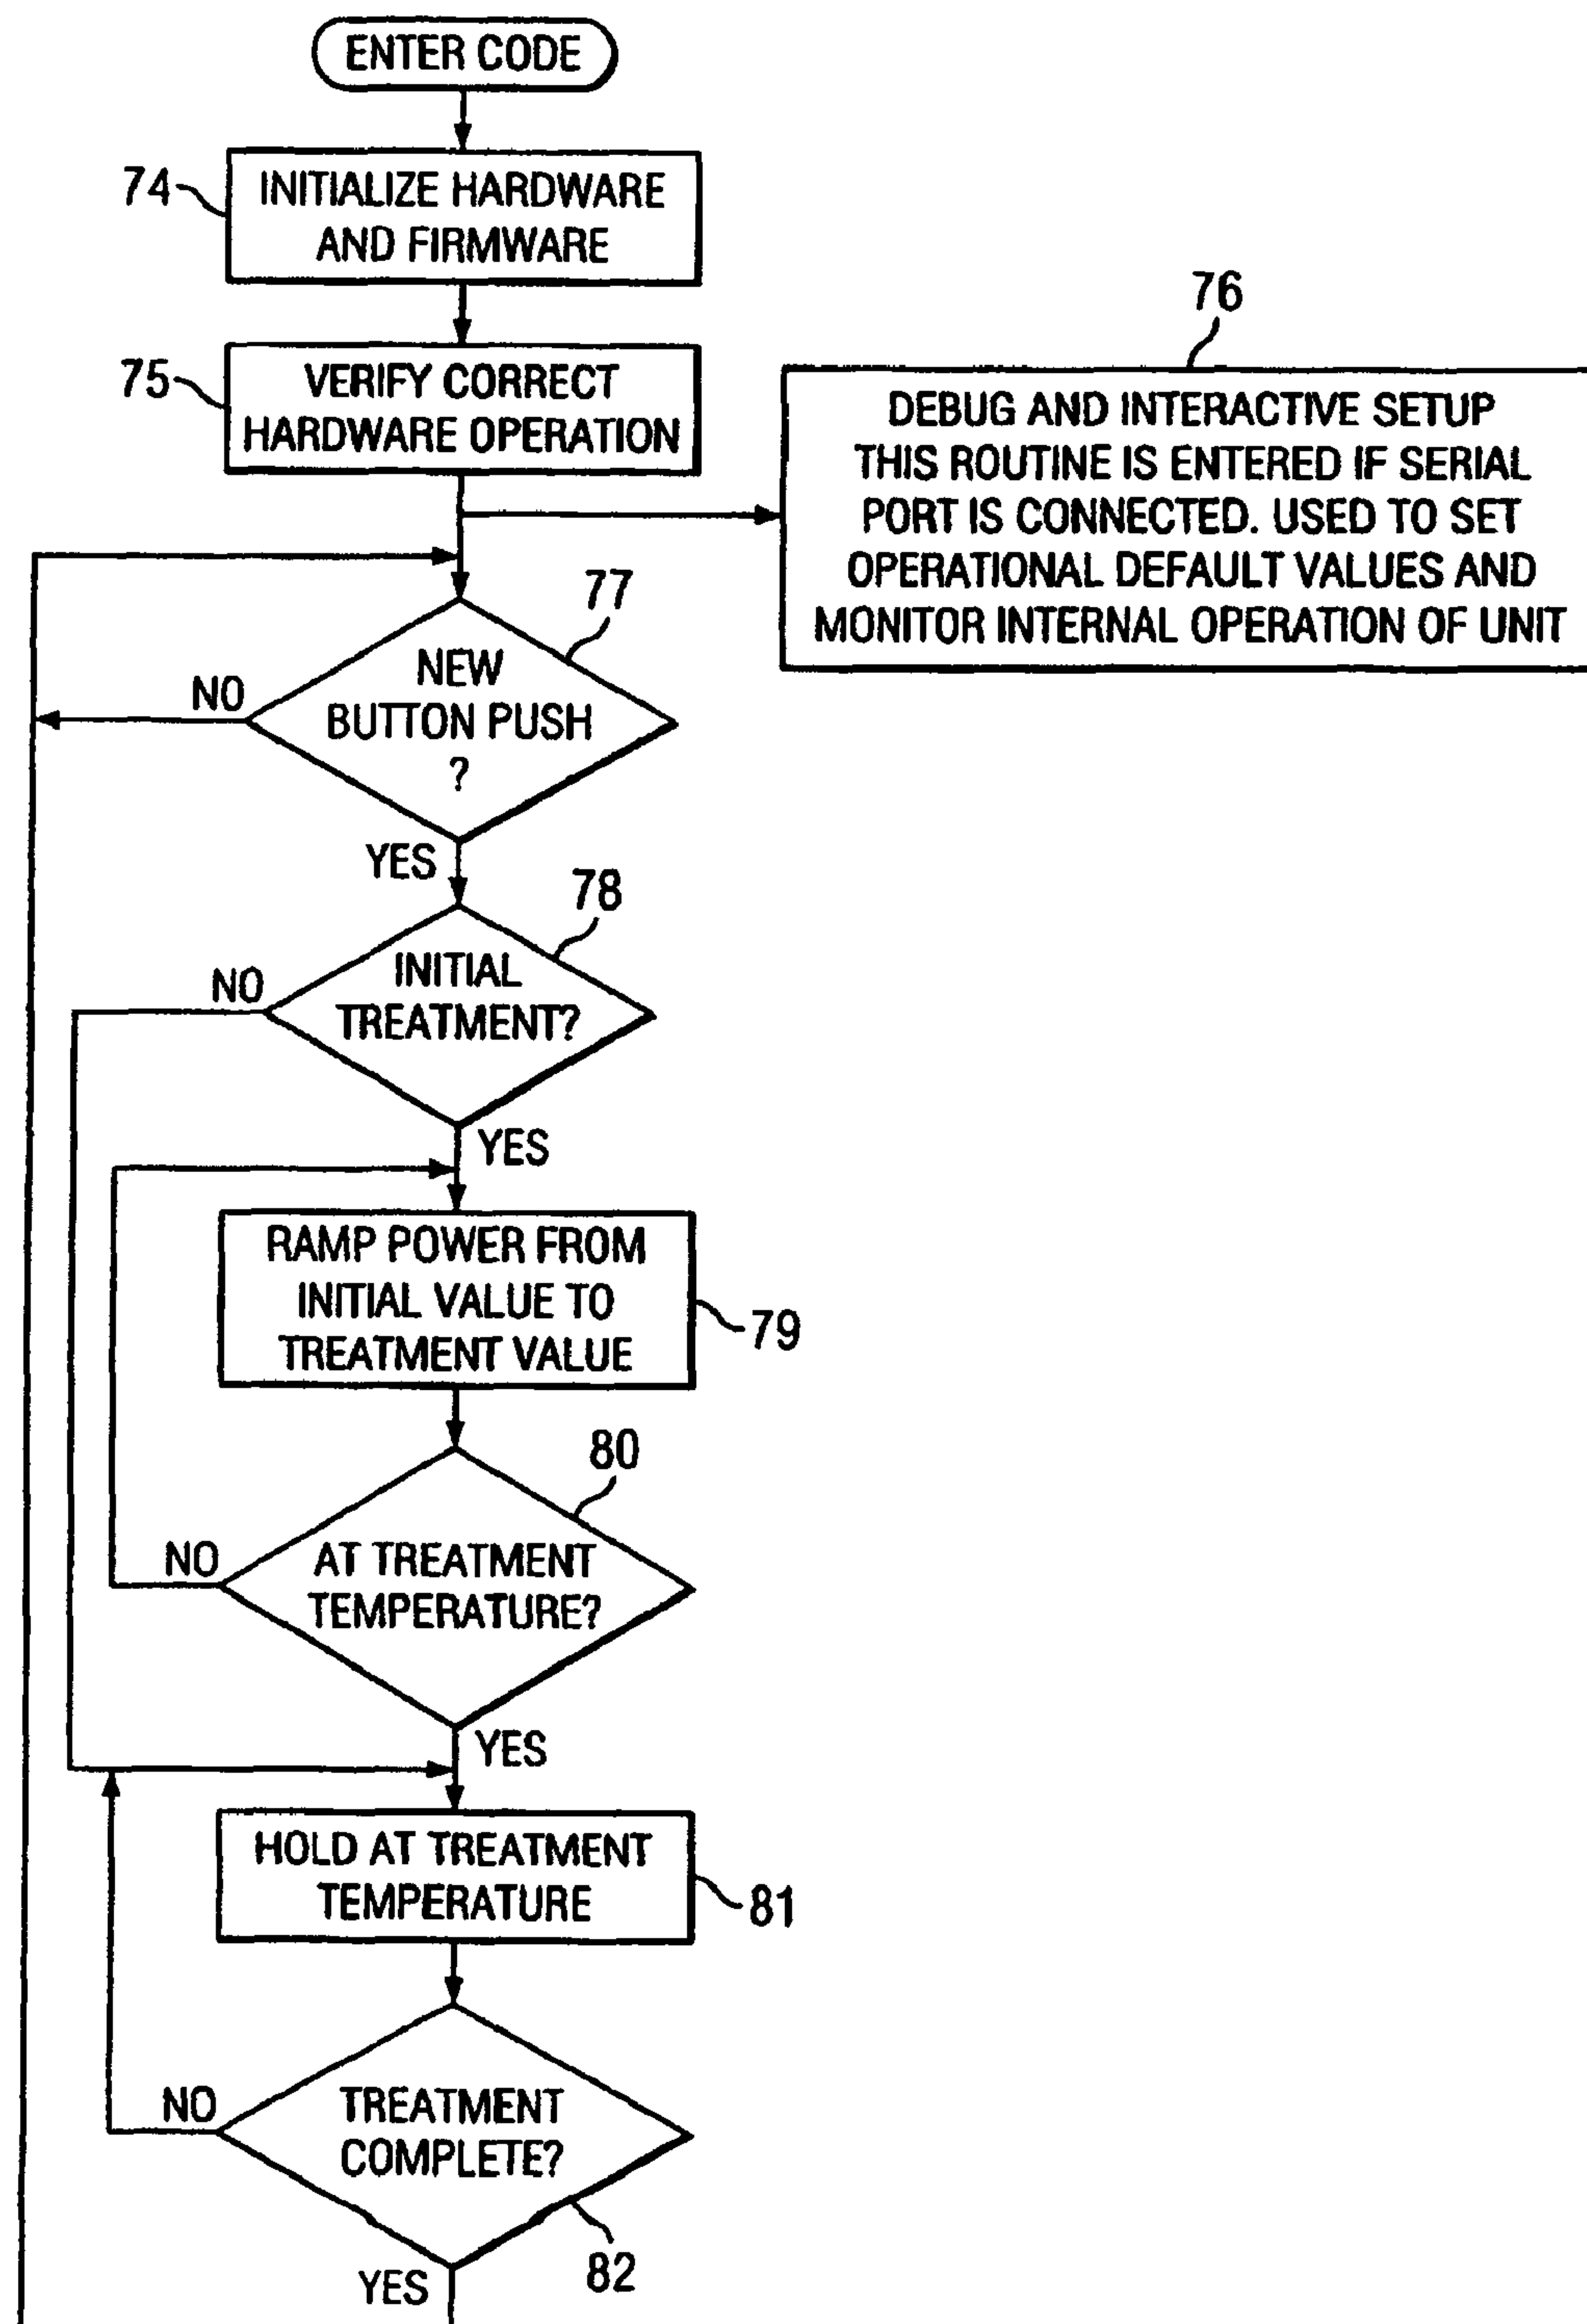 ENTER CODE
74
INITIALIZE HARDWARE
AND FIRMWARE
75
VERIFY CORRECT
HARDWARE OPERATION
76
DEBUG AND INTERACTIVE SETUP
THIS ROUTINE IS ENTERED IF SERIAL
PORT IS CONNECTED. USED TO SET
OPERATIONAL DEFAULT VALUES AND
MONITOR INTERNAL OPERATION OF UNIT
77
NEW
BUTTON PUSH
?
NO
YES
78
INITIAL
TREATMENT?
NO
YES
RAMP POWER FROM
INITIAL VALUE TO
TREATMENT VALUE
79
80
AT TREATMENT
TEMPERATURE?
NO
YES
HOLD AT TREATMENT
TEMPERATURE
81
TREATMENT
COMPLETE?
NO
82
YES